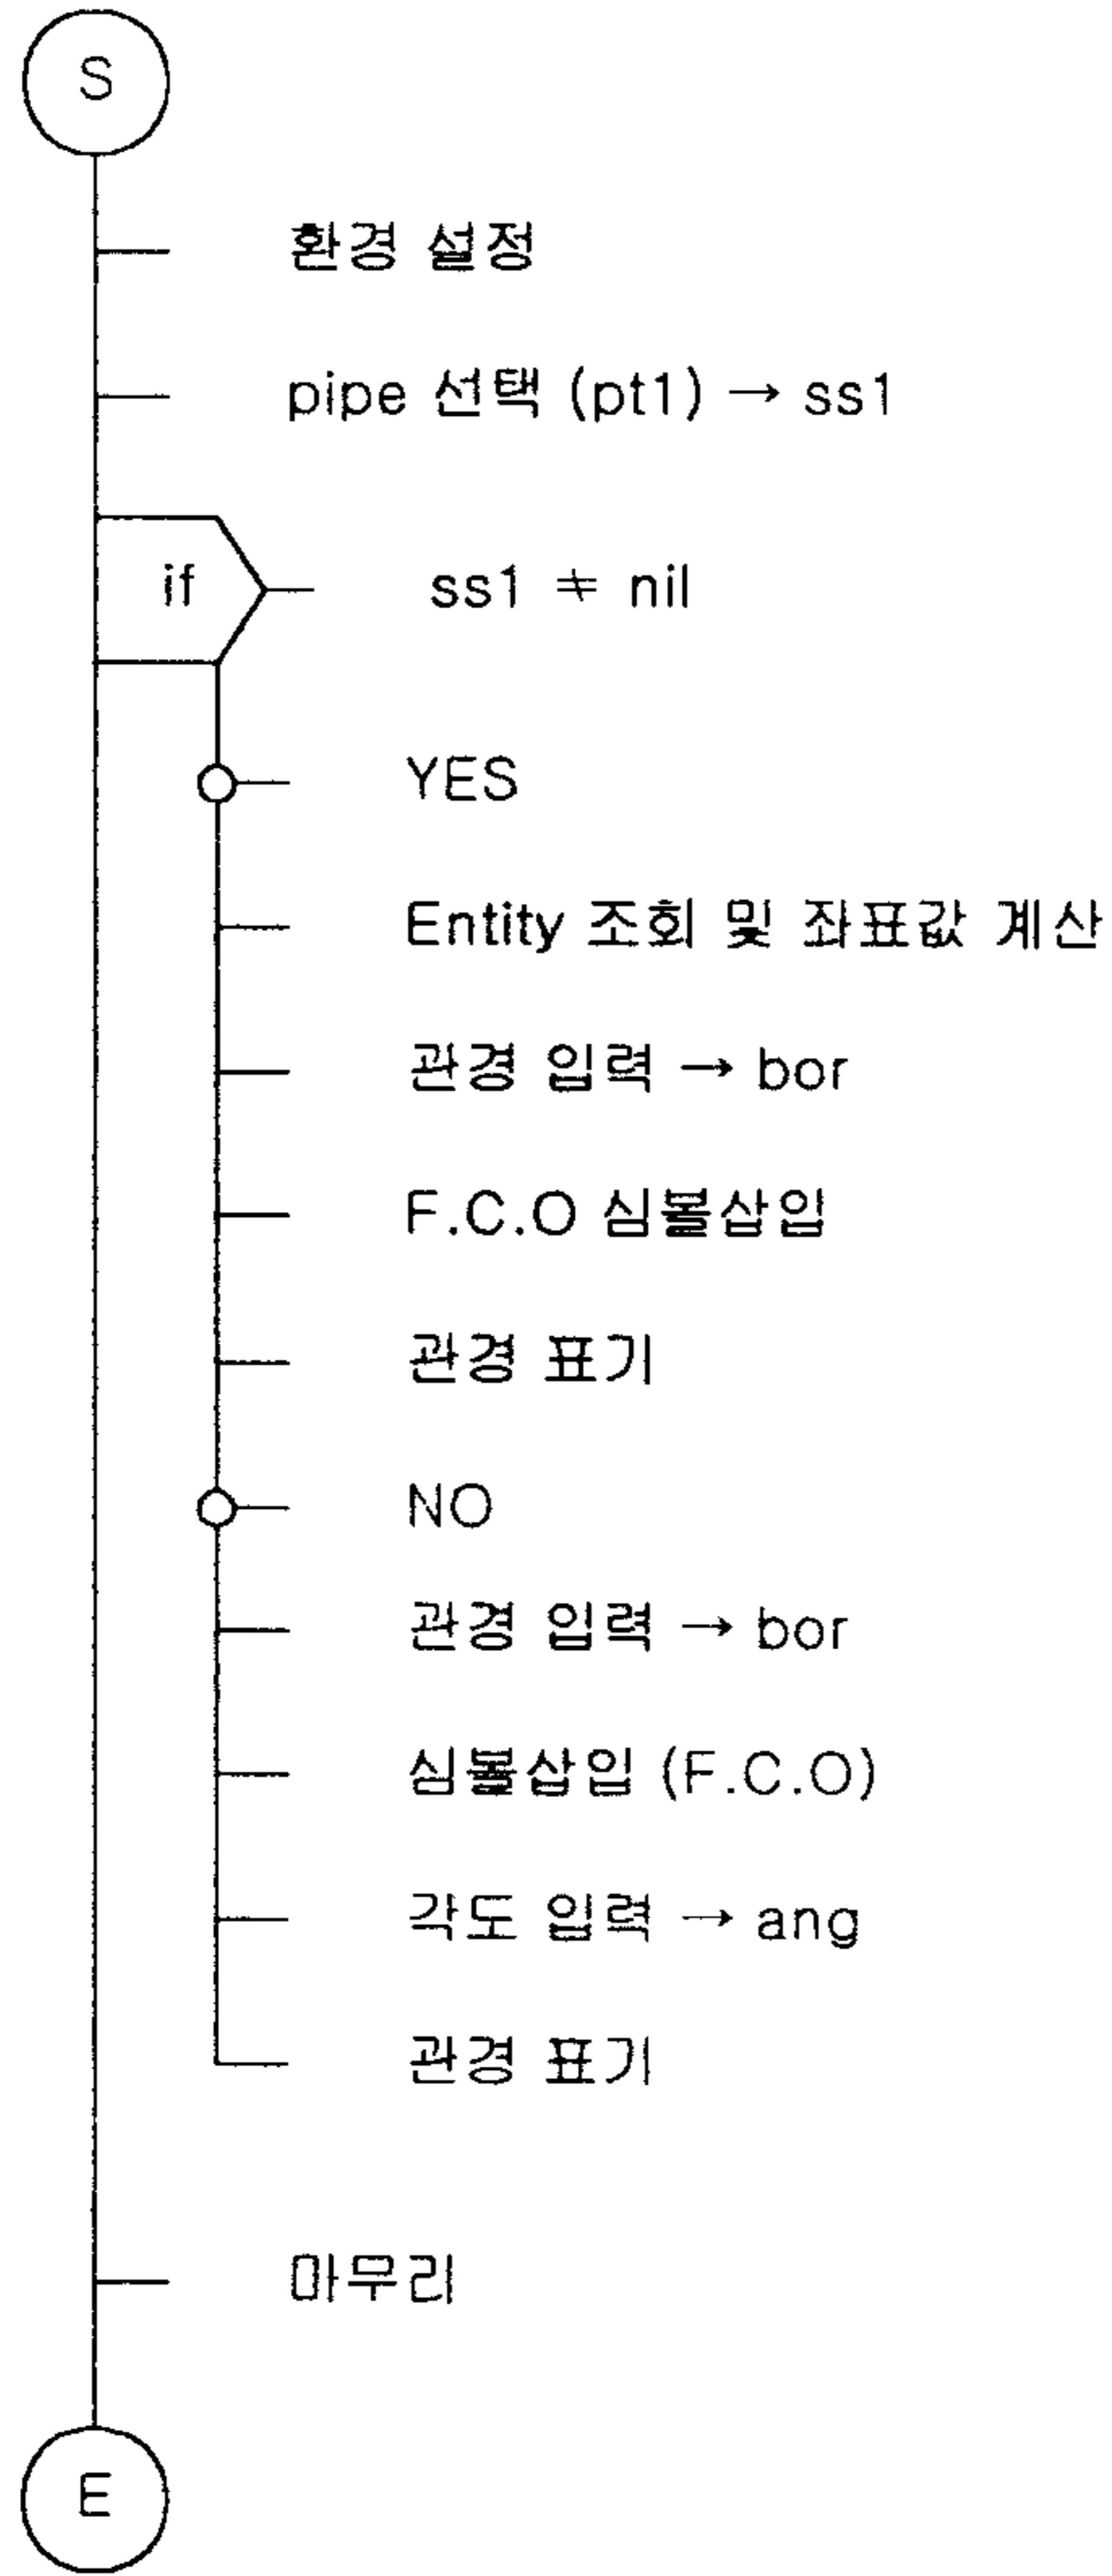 S
환경 설정
pipe 선택 (pt1) → ss1
if ss1 ≠ nil
YES
Entity 조회 및 좌표값 계산
관경 입력 → bor
F.C.O 심볼삽입
관경 표기
NO
관경 입력 → bor
심볼삽입 (F.C.O)
각도 입력 → ang
관경 표기
마무리
E